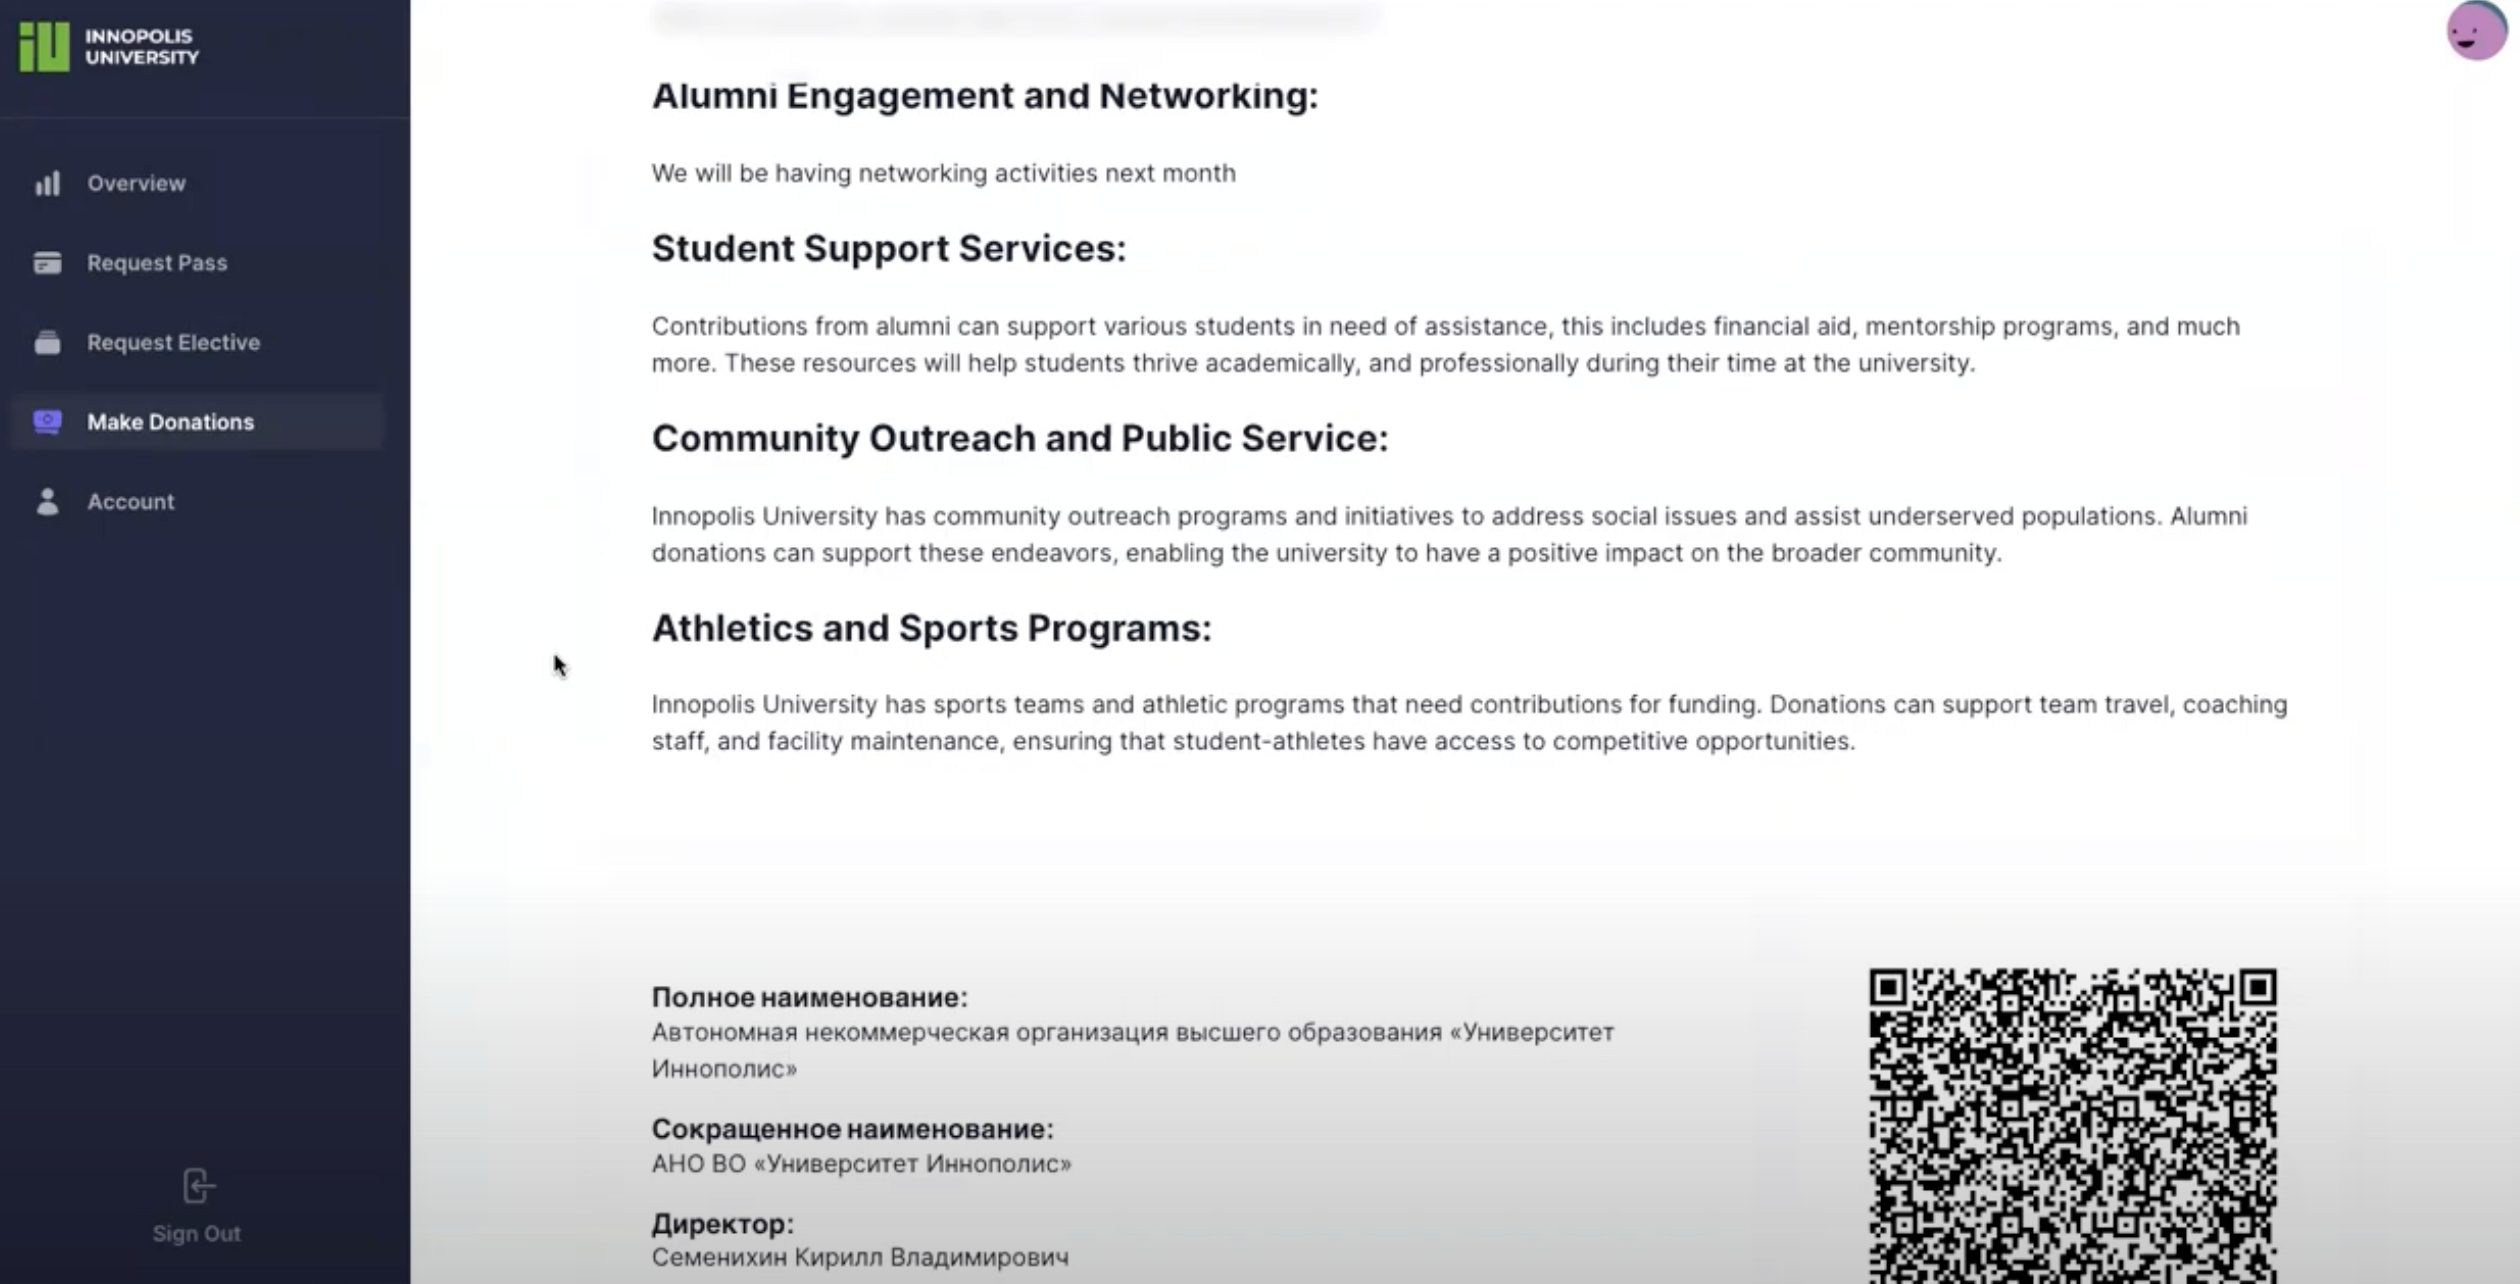 INNOPOLIS
UNIVERSITY
Overview
Request Pass
Request Elective
Make Donations
Account
Sign Out
Alumni Engagement and Networking:
We will be having networking activities next month
Student Support Services:
Contributions from alumni can support various students in need of assistance, this includes financial aid, mentorship programs, and much
more. These resources will help students thrive academically, and professionally during their time at the university.
Community Outreach and Public Service:
Innopolis University has community outreach programs and initiatives to address social issues and assist underserved populations. Alumni
donations can support these endeavors, enabling the university to have a positive impact on the broader community.
Athletics and Sports Programs:
Innopolis University has sports teams and athletic programs that need contributions for funding. Donations can support team travel, coaching
staff, and facility maintenance, ensuring that student-athletes have access to competitive opportunities.
Полное наименование:
Автономная некоммерческая организация высшего образования «Университет
Иннополис»
Сокращенное наименование:
АНО ВО «Университет Иннополис»
Директор:
Семенихин Кирилл Владимирович